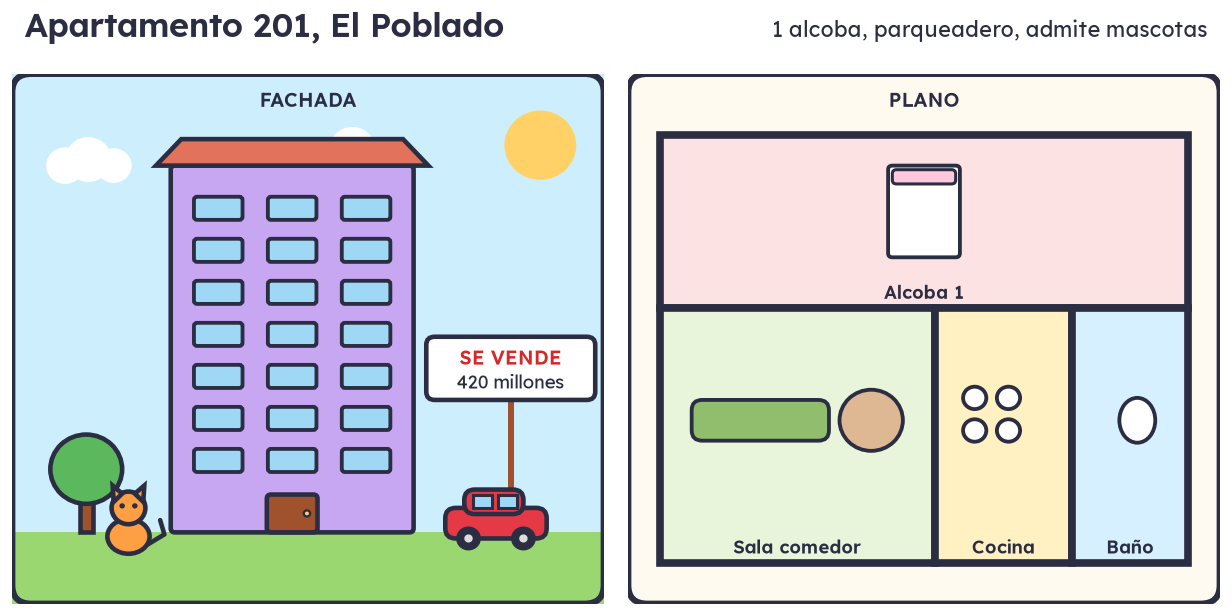 Apartamento 201, El Poblado
1 alcoba, parqueadero, admite mascotas
FACHADA
SE VENDE
420 millones
PLANO
Alcoba 1
Sala comedor
Cocina
Baño